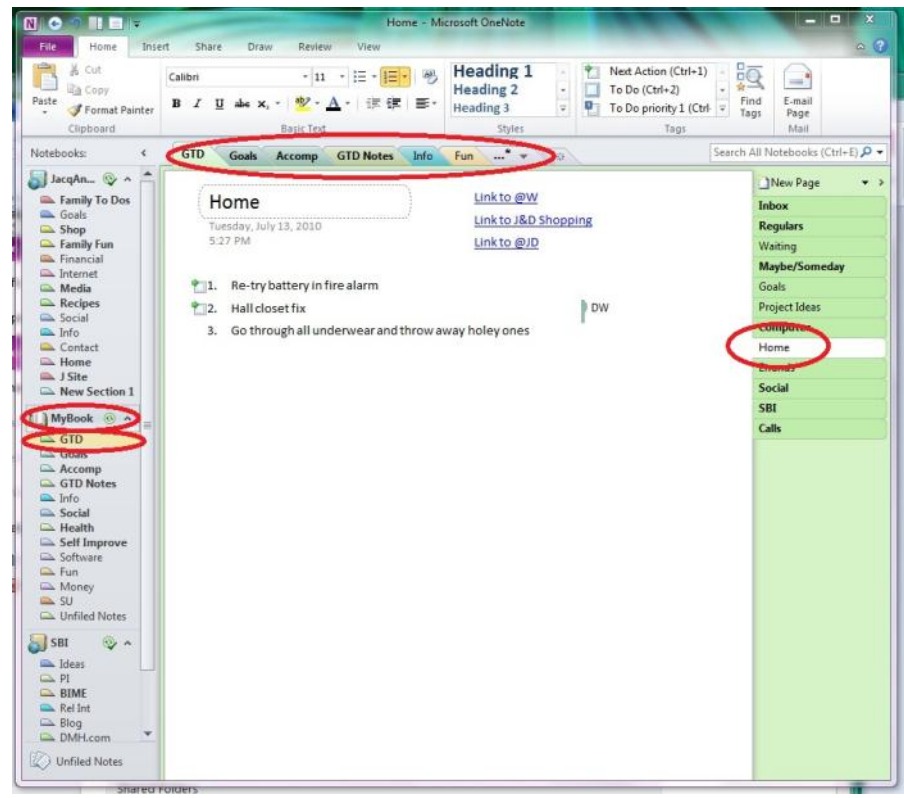 Home - Microsoft OneNote
File Home Insert Share Draw Review View
Paste
Cut
Copy
Format Painter
Clipboard
Calibri 11
B I U abc
Basic Text
Heading 1
Heading 2
Heading 3
Styles
Next Action (Ctrl+1)
To Do (Ctrl+2)
To Do priority 1 (Ctrl
Tags
Find Tags
E-mail Page
Mail
Notebooks:
GTD Goals Accomp GTD Notes Info Fun ...
Search All Notebooks (Ctrl+E)
JacqAn...
Family To Dos
Goals
Shop
Family Fun
Financial
Internet
Media
Recipes
Social
Info
Contact
Home
J Site
New Section 1
MyBook
GTD
Goals
Accomp
GTD Notes
Info
Social
Health
Self Improve
Software
Fun
Money
SU
Unfiled Notes
SBI
Ideas
PI
BIME
Rel Int
Blog
DMH.com
Unfiled Notes
Home
Tuesday, July 13, 2010
5:27 PM
Link to @W
Link to J&D Shopping
Link to @JD
1. Re-try battery in fire alarm
2. Hall closet fix
DW
3. Go through all underwear and throw away holey ones
New Page
Inbox
Regulars
Waiting
Maybe/Someday
Goals
Project Ideas
Computer
Home
Social
SBI
Calls
Shared Folders